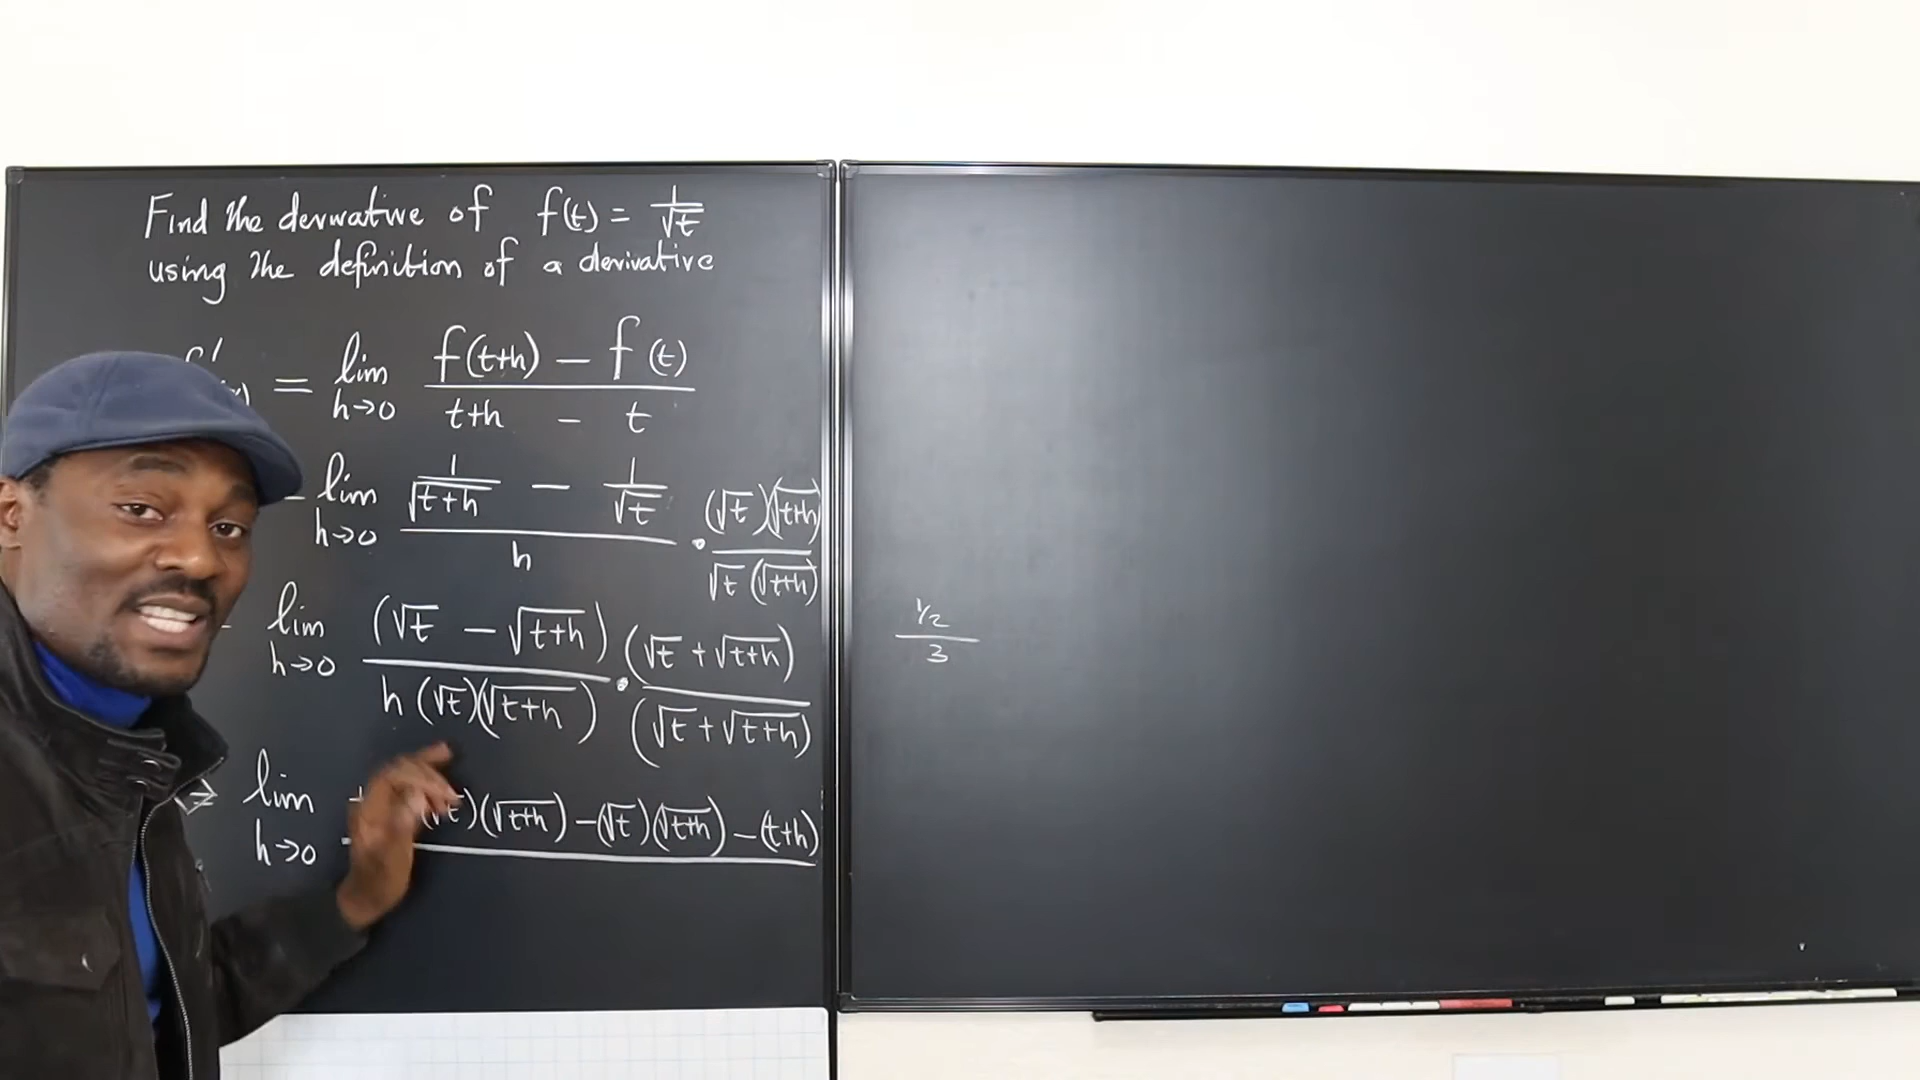 Find the derivative of f(t) = 1/√t
using the definition of a derivative
= lim h→0 (f(t+h) − f(t))/(t+h − t)
lim h→0 (1/√(t+h) − 1/√t)/h · (√t)(√(t+h))/(√t (√(t+h)))
lim h→0 (√t − √(t+h))/(h(√t)(√(t+h))) · (√t + √(t+h))/(√t + √(t+h))
1/2
3
lim h→0 (√t)(√(t+h)) − (√t)(√(t+h)) − (t+h)